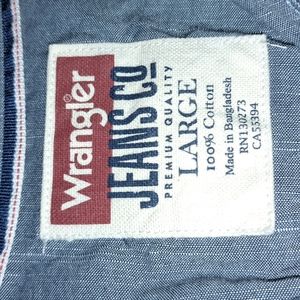 Wrangler®
JEANS CO
PREMIUM QUALITY
LARGE
100% Cotton
Made in Bangladesh
RN130273
CA55394